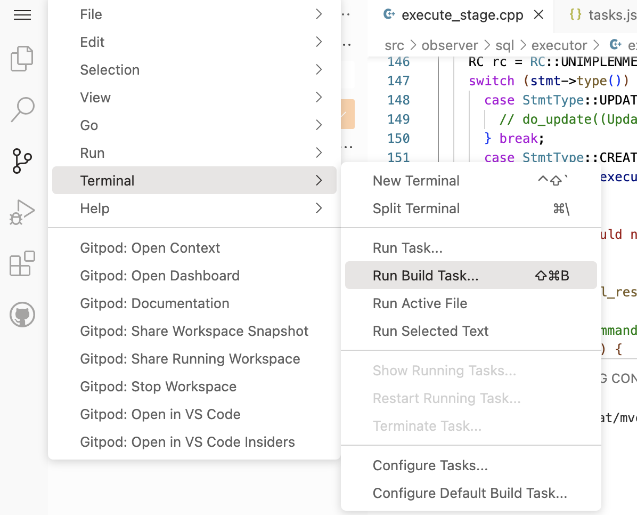 File
Edit
Selection
View
Go
Run
Terminal
Help
Gitpod: Open Context
Gitpod: Open Dashboard
Gitpod: Documentation
Gitpod: Share Workspace Snapshot
Gitpod: Share Running Workspace
Gitpod: Stop Workspace
Gitpod: Open in VS Code
Gitpod: Open in VS Code Insiders
New Terminal ^⇧`
Split Terminal ⌘\
Run Task...
Run Build Task... ⇧⌘B
Run Active File
Run Selected Text
Show Running Tasks...
Restart Running Task...
Terminate Task...
Configure Tasks...
Configure Default Build Task...
execute_stage.cpp
{} tasks.js
src > observer > sql > executor >
146 RC rc = RC::UNIMPLENME
147 switch (stmt->type())
148 case StmtType::UPDAT
149 // do_update((Upda
150 } break;
151 case StmtType::CREAT
execu
uld n
l_res
mmand
) {
G CON
at/mv